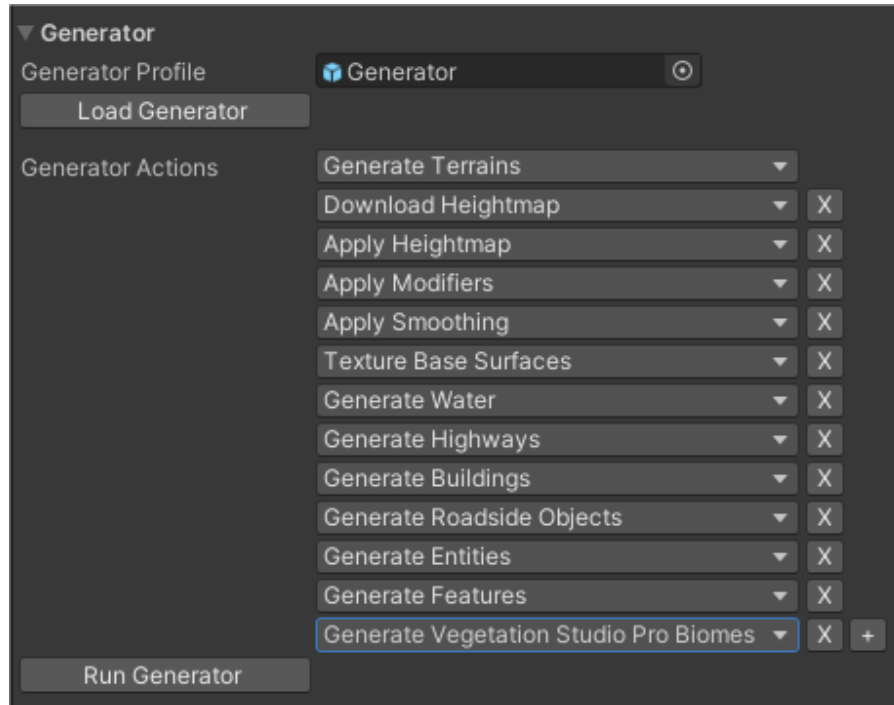 Generator
Generator Profile Generator
Load Generator
Generator Actions Generate Terrains
Download Heightmap X
Apply Heightmap X
Apply Modifiers X
Apply Smoothing X
Texture Base Surfaces X
Generate Water X
Generate Highways X
Generate Buildings X
Generate Roadside Objects X
Generate Entities X
Generate Features X
Generate Vegetation Studio Pro Biomes X +
Run Generator